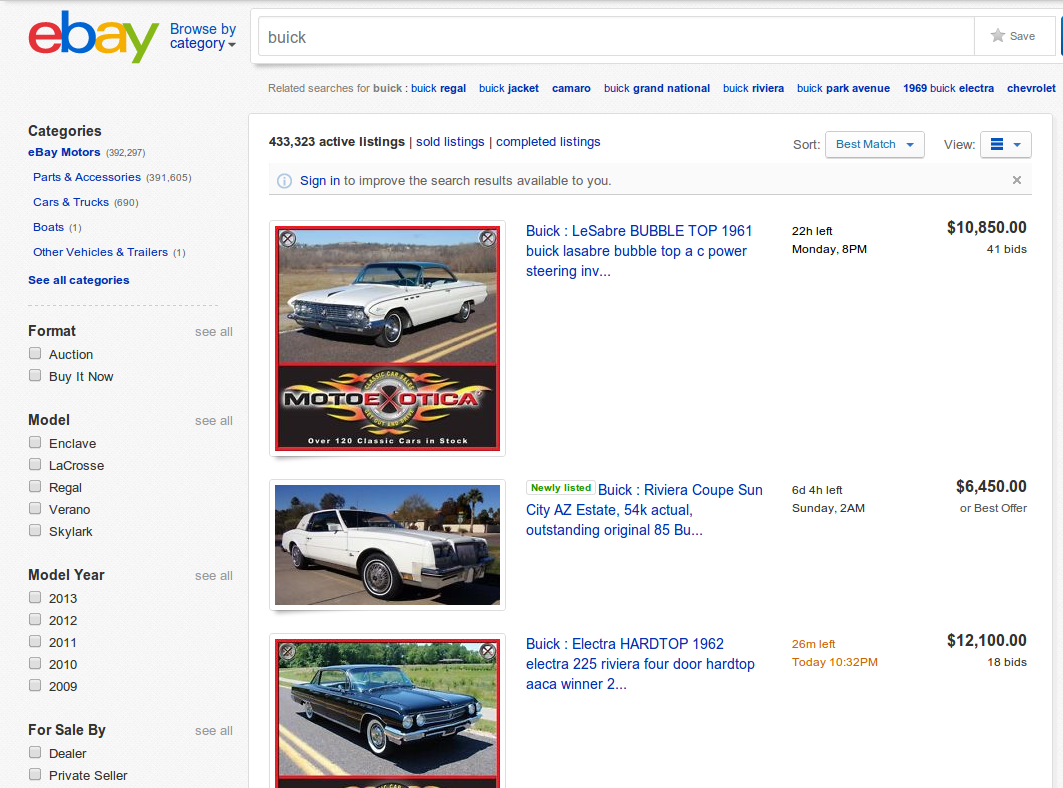 ebay
Browse by
category
buick
Save
Related searches for buick : buick regal buick jacket camaro buick grand national buick riviera buick park avenue 1969 buick electra chevrolet
Categories
eBay Motors (392,297)
Parts & Accessories (391,605)
Cars & Trucks (690)
Boats (1)
Other Vehicles & Trailers (1)
See all categories
Format see all
Auction
Buy It Now
Model see all
Enclave
LaCrosse
Regal
Verano
Skylark
Model Year see all
2013
2012
2011
2010
2009
For Sale By see all
Dealer
Private Seller
433,323 active listings | sold listings | completed listings
Sort: Best Match View:
Sign in to improve the search results available to you.
CLASSIC CAR SALES
MOTOEXOTICA
GET OUT AND DRIVE
Over 120 Classic Cars in Stock
Buick : LeSabre BUBBLE TOP 1961
buick lasabre bubble top a c power
steering inv...
22h left
Monday, 8PM
$10,850.00
41 bids
Newly listed Buick : Riviera Coupe Sun
City AZ Estate, 54k actual,
outstanding original 85 Bu...
6d 4h left
Sunday, 2AM
$6,450.00
or Best Offer
Buick : Electra HARDTOP 1962
electra 225 riviera four door hardtop
aaca winner 2...
26m left
Today 10:32PM
$12,100.00
18 bids